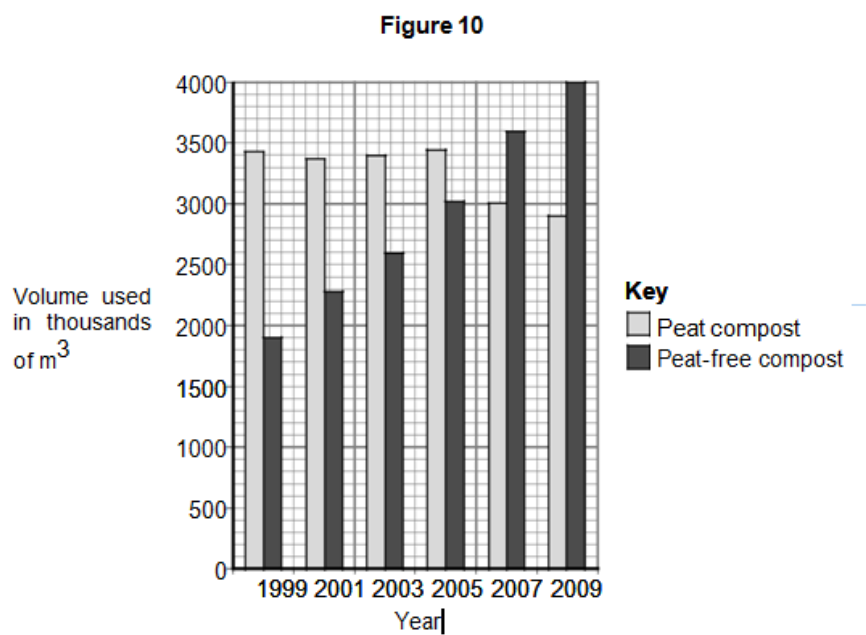 Figure 10
4000
3500
3000
2500
2000
1500
1000
500
0
Volume used
in thousands
of m³
Key
Peat compost
Peat-free compost
1999 2001 2003 2005 2007 2009
Year